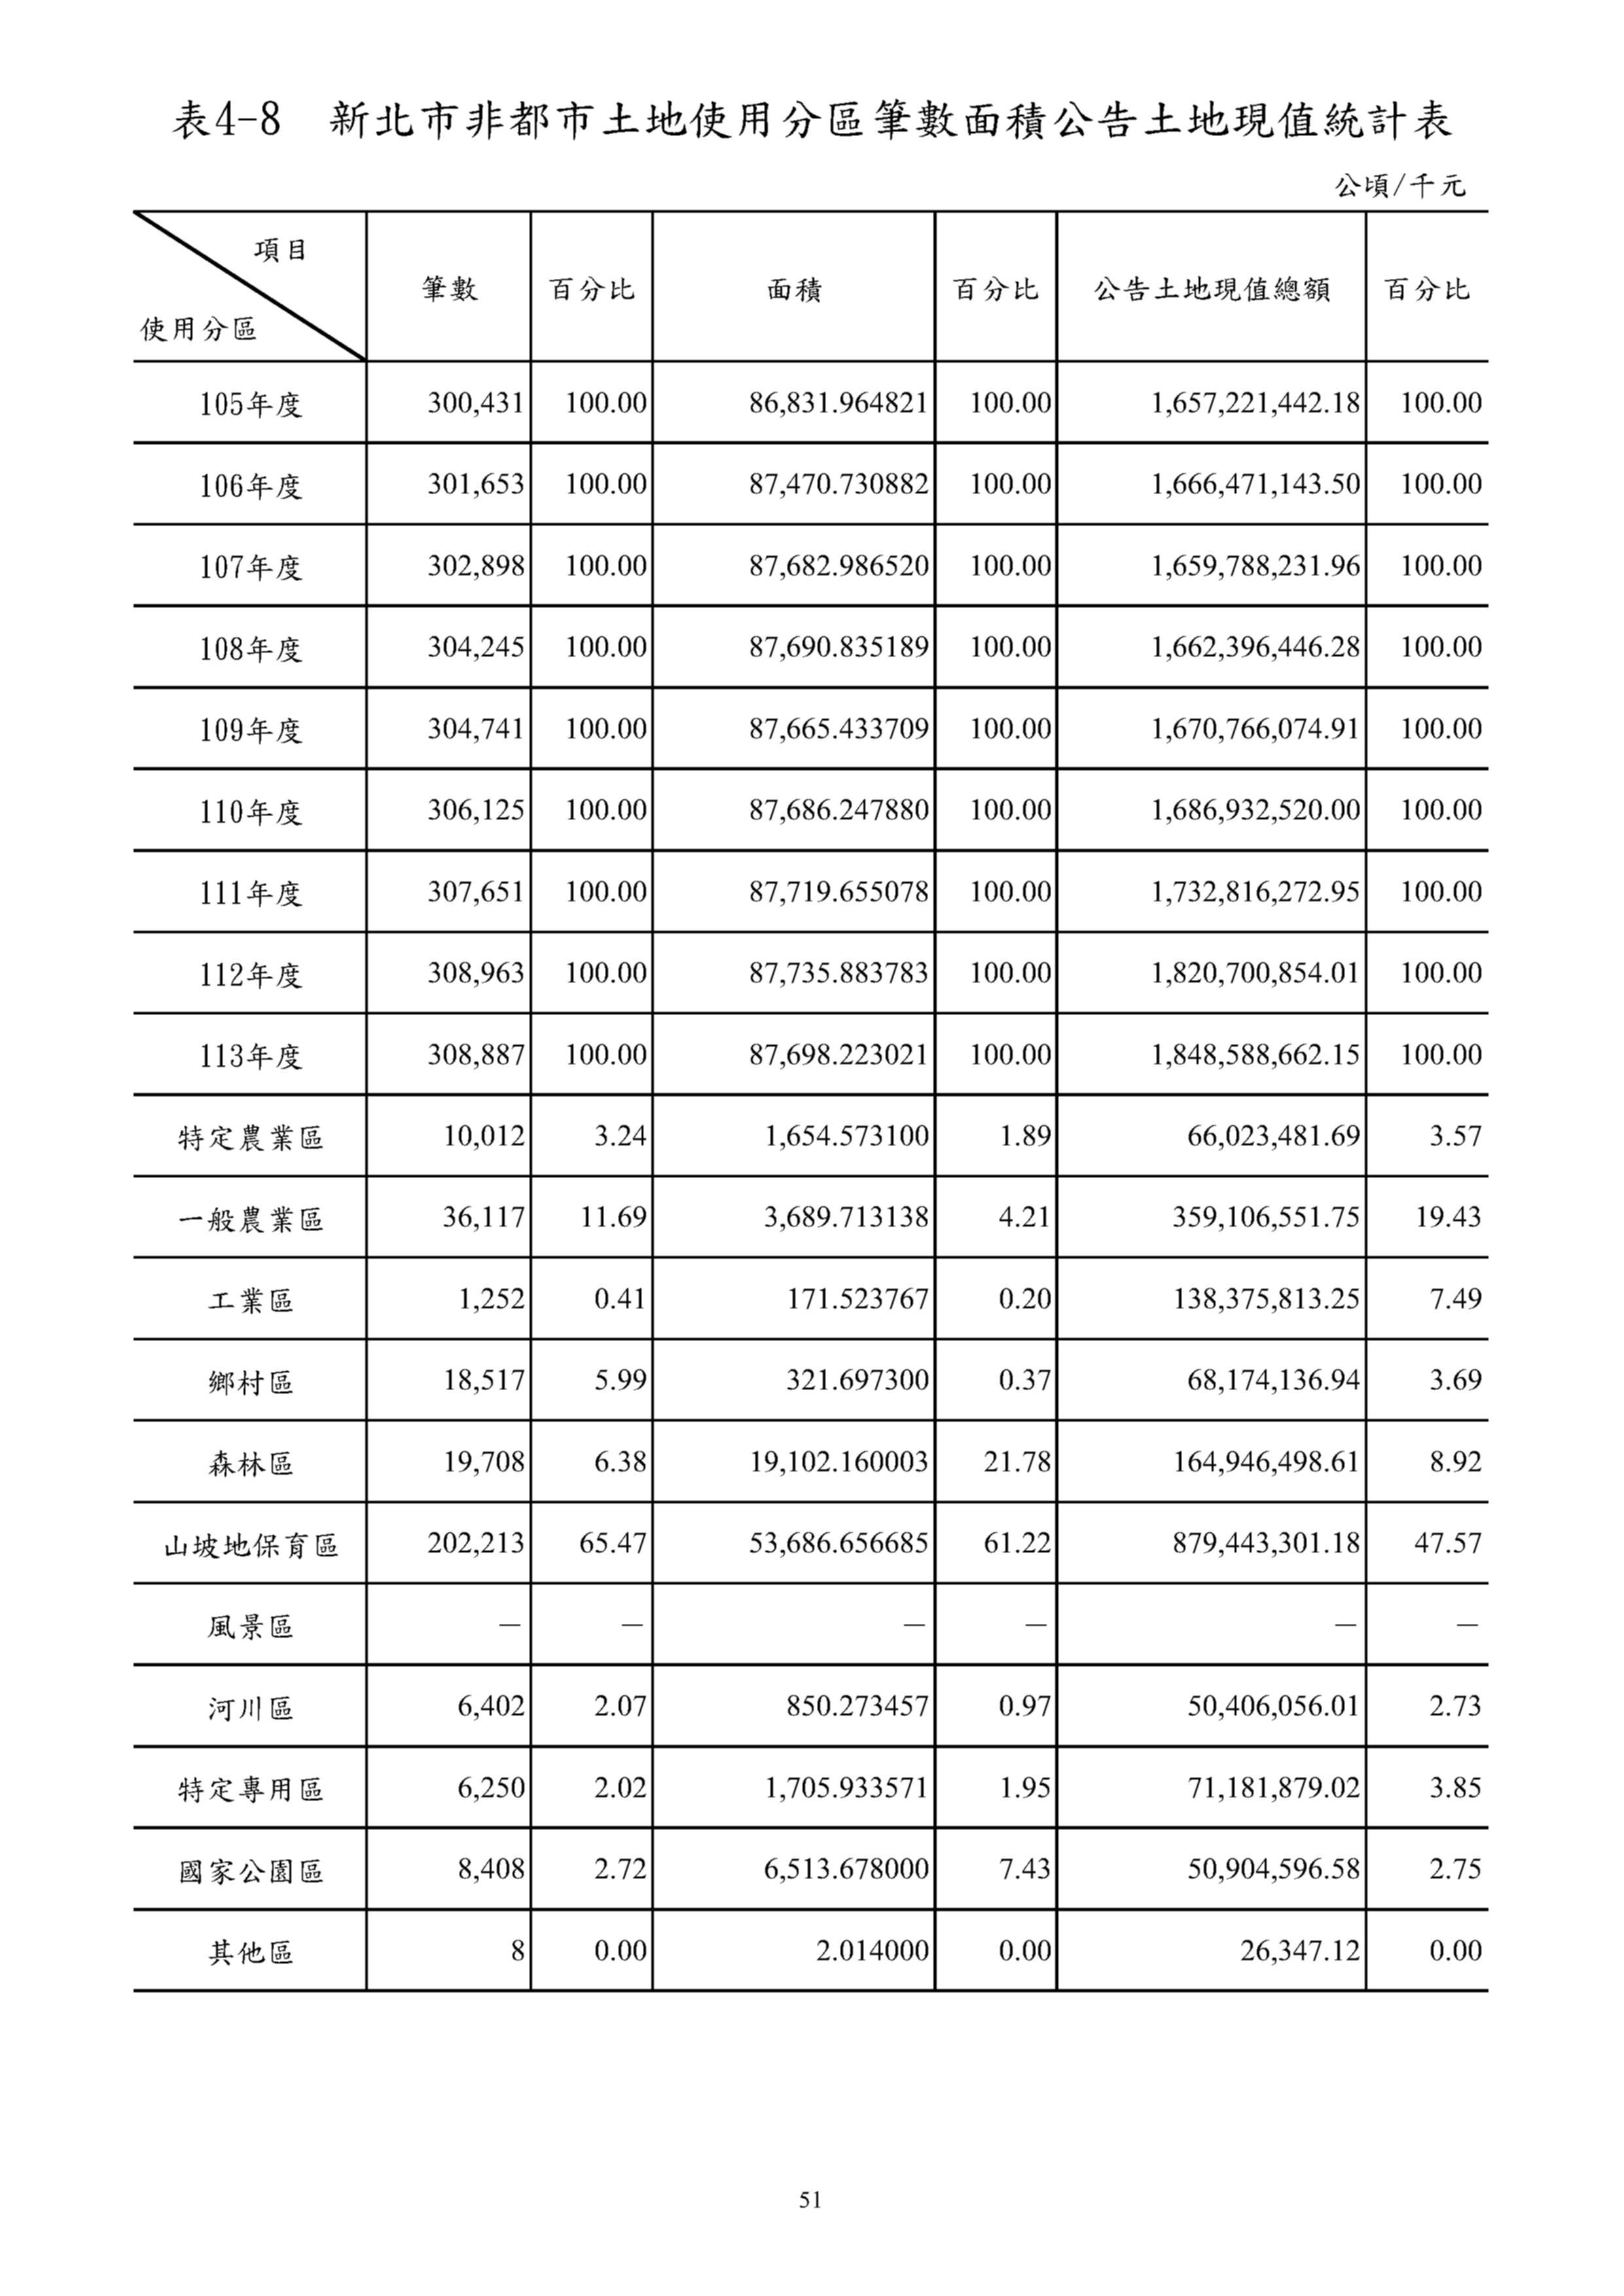 表4-8　新北市非都市土地使用分區筆數面積公告土地現值統計表
公頃/千元
項目
使用分區 筆數 百分比 面積 百分比 公告土地現值總額 百分比
105年度 300,431 100.00 86,831.964821 100.00 1,657,221,442.18 100.00
106年度 301,653 100.00 87,470.730882 100.00 1,666,471,143.50 100.00
107年度 302,898 100.00 87,682.986520 100.00 1,659,788,231.96 100.00
108年度 304,245 100.00 87,690.835189 100.00 1,662,396,446.28 100.00
109年度 304,741 100.00 87,665.433709 100.00 1,670,766,074.91 100.00
110年度 306,125 100.00 87,686.247880 100.00 1,686,932,520.00 100.00
111年度 307,651 100.00 87,719.655078 100.00 1,732,816,272.95 100.00
112年度 308,963 100.00 87,735.883783 100.00 1,820,700,854.01 100.00
113年度 308,887 100.00 87,698.223021 100.00 1,848,588,662.15 100.00
特定農業區 10,012 3.24 1,654.573100 1.89 66,023,481.69 3.57
一般農業區 36,117 11.69 3,689.713138 4.21 359,106,551.75 19.43
工業區 1,252 0.41 171.523767 0.20 138,375,813.25 7.49
鄉村區 18,517 5.99 321.697300 0.37 68,174,136.94 3.69
森林區 19,708 6.38 19,102.160003 21.78 164,946,498.61 8.92
山坡地保育區 202,213 65.47 53,686.656685 61.22 879,443,301.18 47.57
風景區 － － － － － －
河川區 6,402 2.07 850.273457 0.97 50,406,056.01 2.73
特定專用區 6,250 2.02 1,705.933571 1.95 71,181,879.02 3.85
國家公園區 8,408 2.72 6,513.678000 7.43 50,904,596.58 2.75
其他區 8 0.00 2.014000 0.00 26,347.12 0.00
51